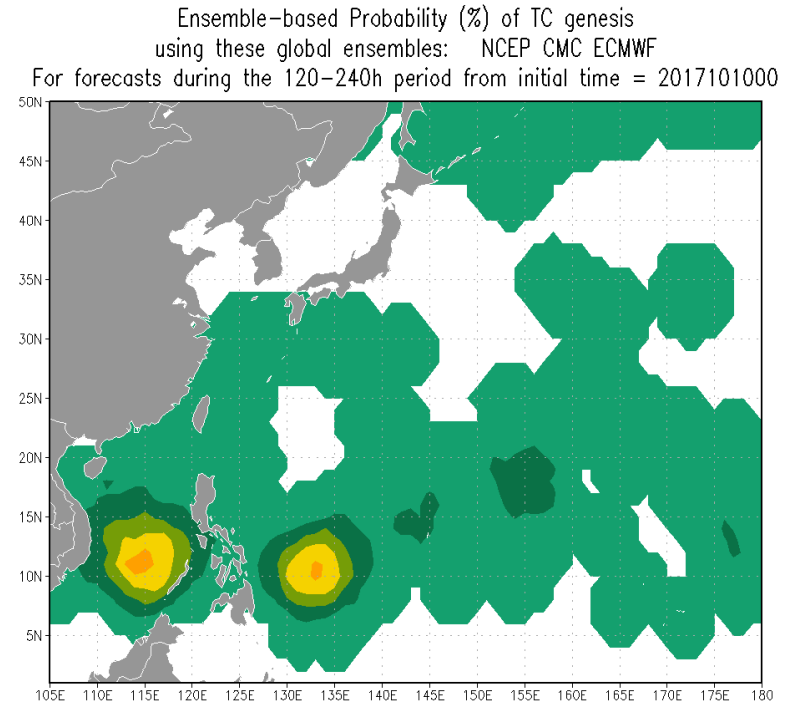 Ensemble-based Probability (%) of TC genesis
using these global ensembles: NCEP CMC ECMWF
For forecasts during the 120-240h period from initial time = 2017101000
50N
45N
40N
35N
30N
25N
20N
15N
10N
5N
105E 110E 115E 120E 125E 130E 135E 140E 145E 150E 155E 160E 165E 170E 175E 180